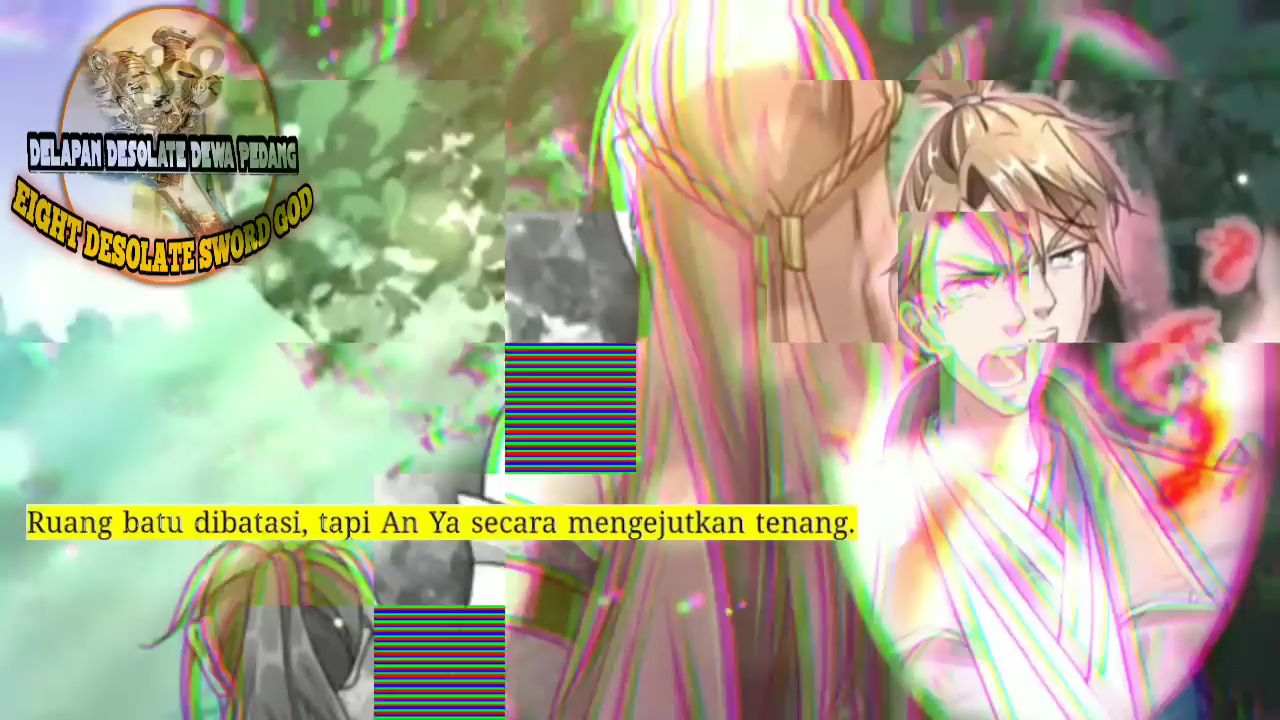 DELAPAN DESOLATE DEWA PEDANG
EIGHT DESOLATE SWORD GOD
Ruang batu dibatasi, tapi An Ya secara mengejutkan tenang.